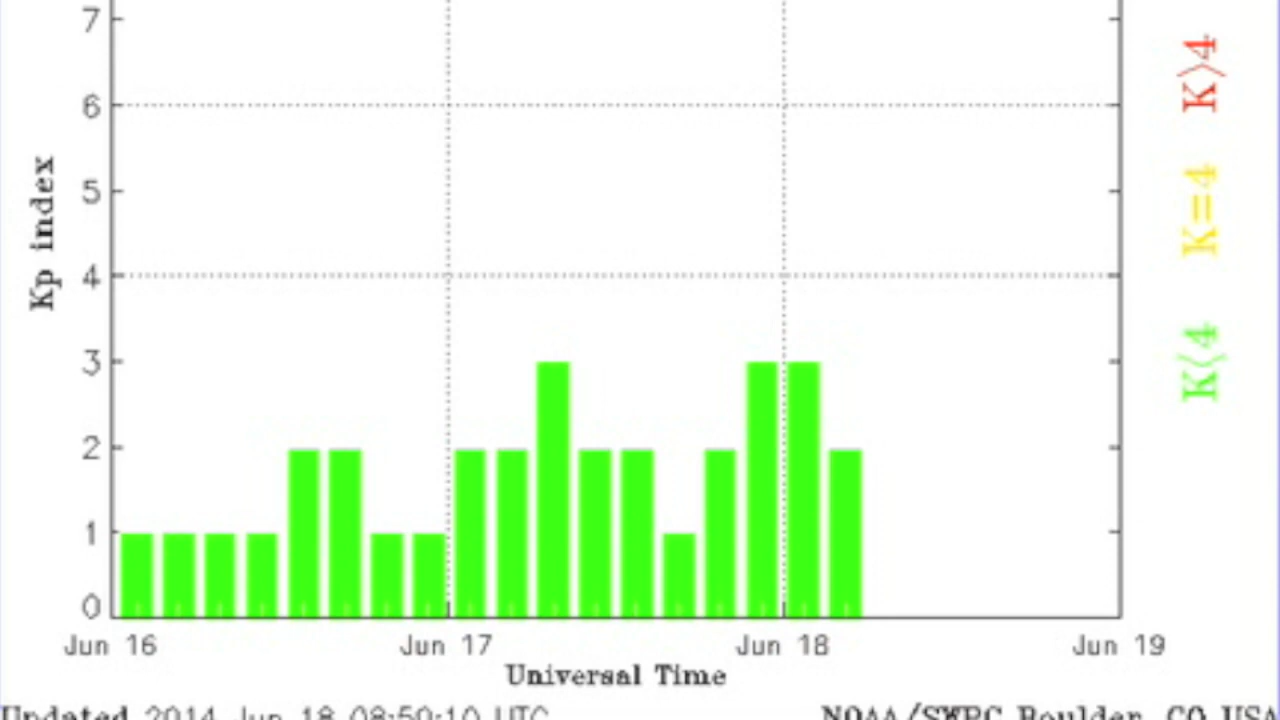 7
6
5
4
3
2
1
0
Kp index
Jun 16 Jun 17 Jun 18 Jun 19
Universal Time
K>4
K=4
K<4
Updated 2014 Jun 18 08:50:10 UTC
NOAA/SWPC Boulder, CO USA